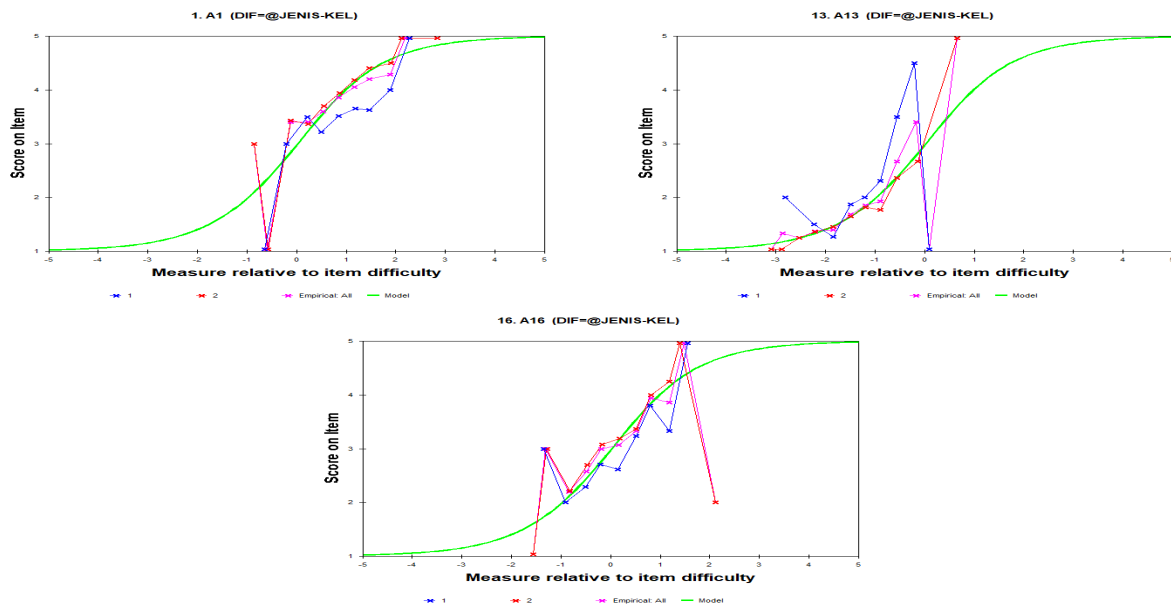 1. A1 (DIF=@JENIS-KEL)
Score on Item
5
4
3
2
1
-5 -4 -3 -2 -1 0 1 2 3 4 5
Measure relative to item difficulty
1 2 Empirical: All Model
13. A13 (DIF=@JENIS-KEL)
Score on Item
5
4
3
2
1
-5 -4 -3 -2 -1 0 1 2 3 4 5
Measure relative to item difficulty
1 2 Empirical: All Model
16. A16 (DIF=@JENIS-KEL)
Score on Item
5
4
3
2
1
-5 -4 -3 -2 -1 0 1 2 3 4 5
Measure relative to item difficulty
1 2 Empirical: All Model